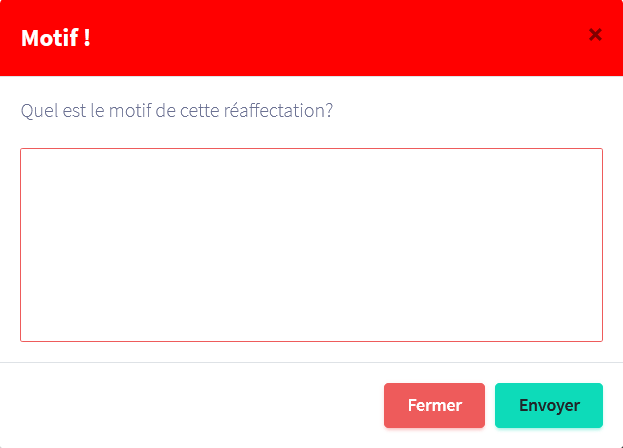 Motif !
×
Quel est le motif de cette réaffectation?
Fermer
Envoyer